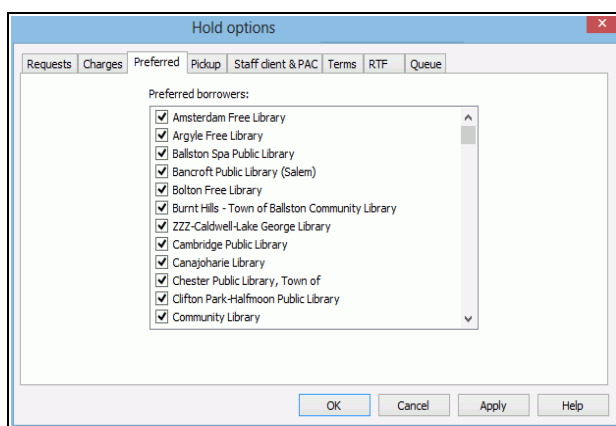 Hold options
Requests Charges Preferred Pickup Staff client & PAC Terms RTF Queue
Preferred borrowers:
Amsterdam Free Library
Argyle Free Library
Ballston Spa Public Library
Bancroft Public Library (Salem)
Bolton Free Library
Burnt Hills - Town of Ballston Community Library
ZZZ-Caldwell-Lake George Library
Cambridge Public Library
Canajoharie Library
Chester Public Library, Town of
Clifton Park-Halfmoon Public Library
Community Library
OK Cancel Apply Help